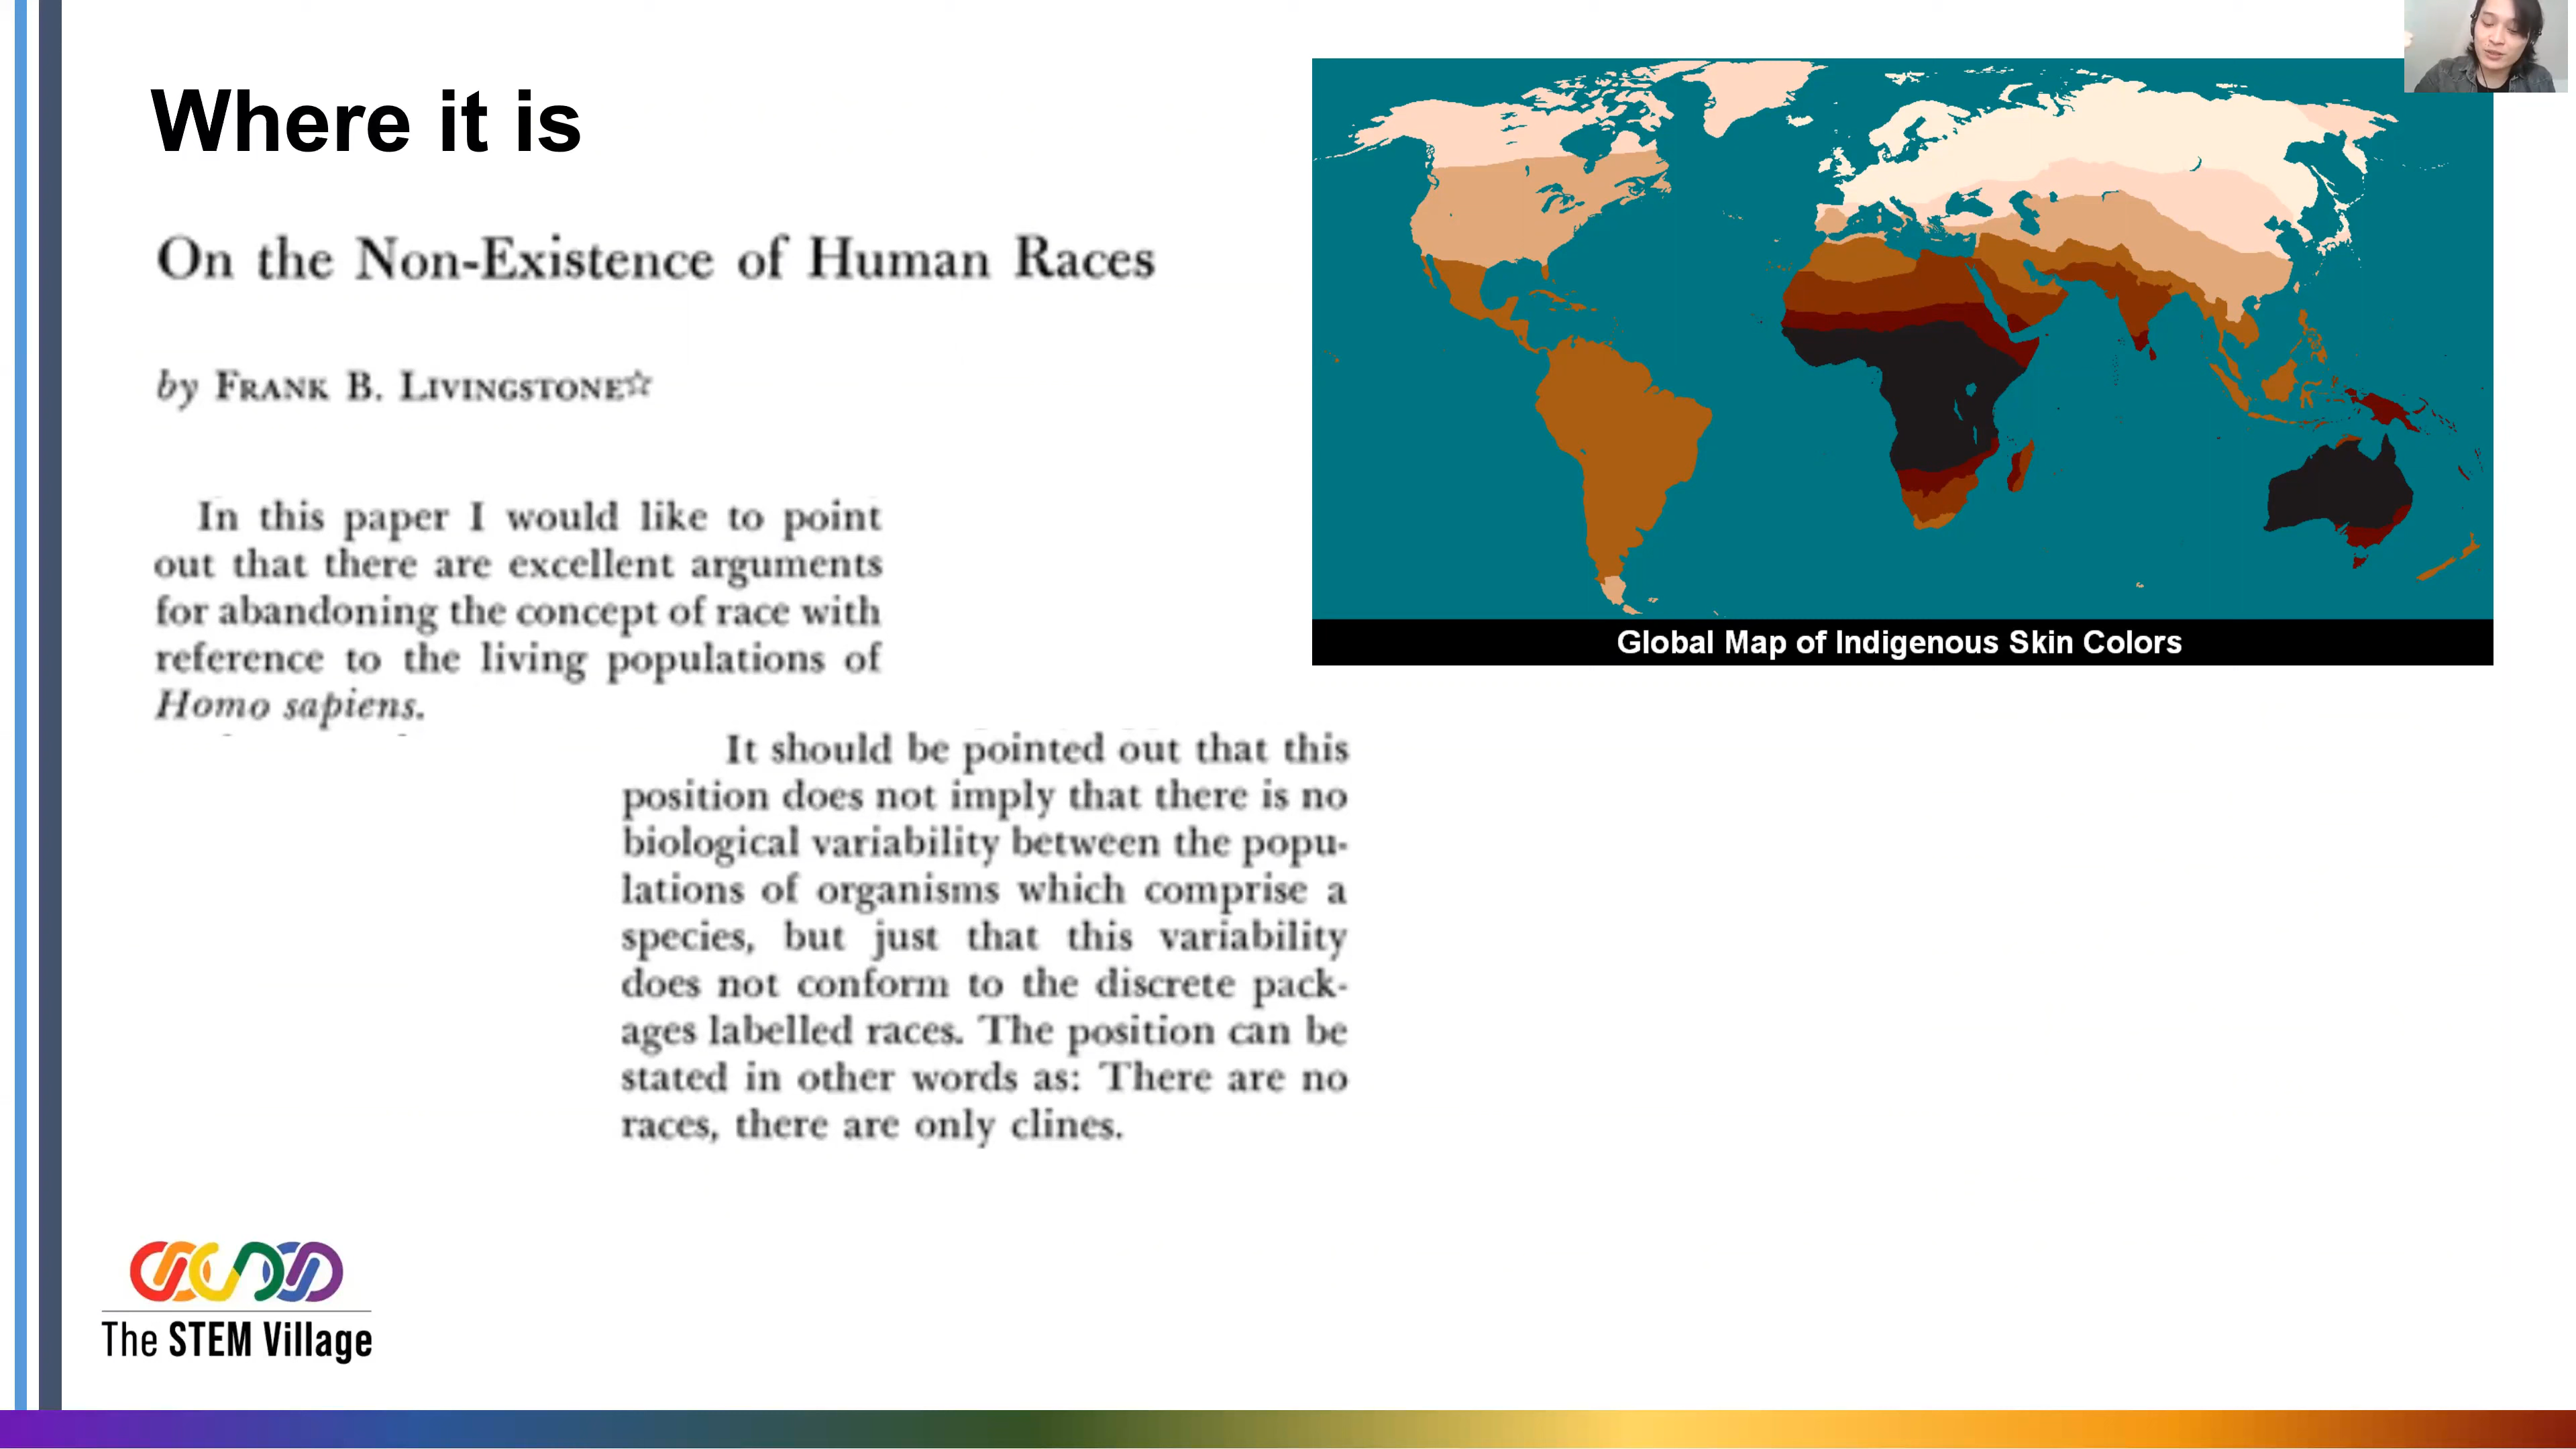 Where it is
On the Non-Existence of Human Races
by FRANK B. LIVINGSTONE☆
In this paper I would like to point
out that there are excellent arguments
for abandoning the concept of race with
reference to the living populations of
Homo sapiens.
Global Map of Indigenous Skin Colors
It should be pointed out that this
position does not imply that there is no
biological variability between the popu-
lations of organisms which comprise a
species, but just that this variability
does not conform to the discrete pack-
ages labelled races. The position can be
stated in other words as: There are no
races, there are only clines.
The STEM Village